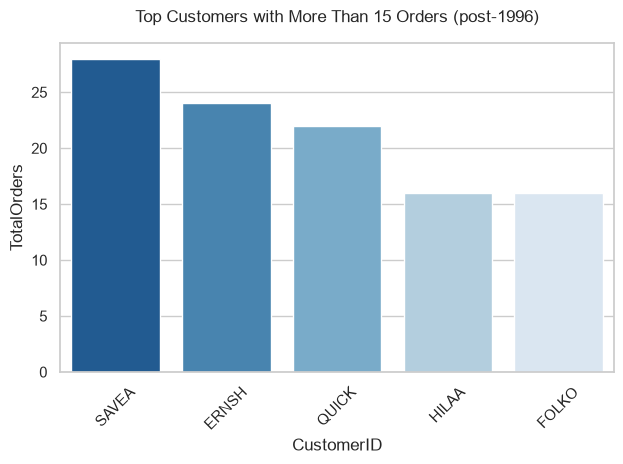 Top Customers with More Than 15 Orders (post-1996)
TotalOrders
25
20
15
10
5
0
SAVEA
ERNSH
QUICK
HILAA
FOLKO
CustomerID